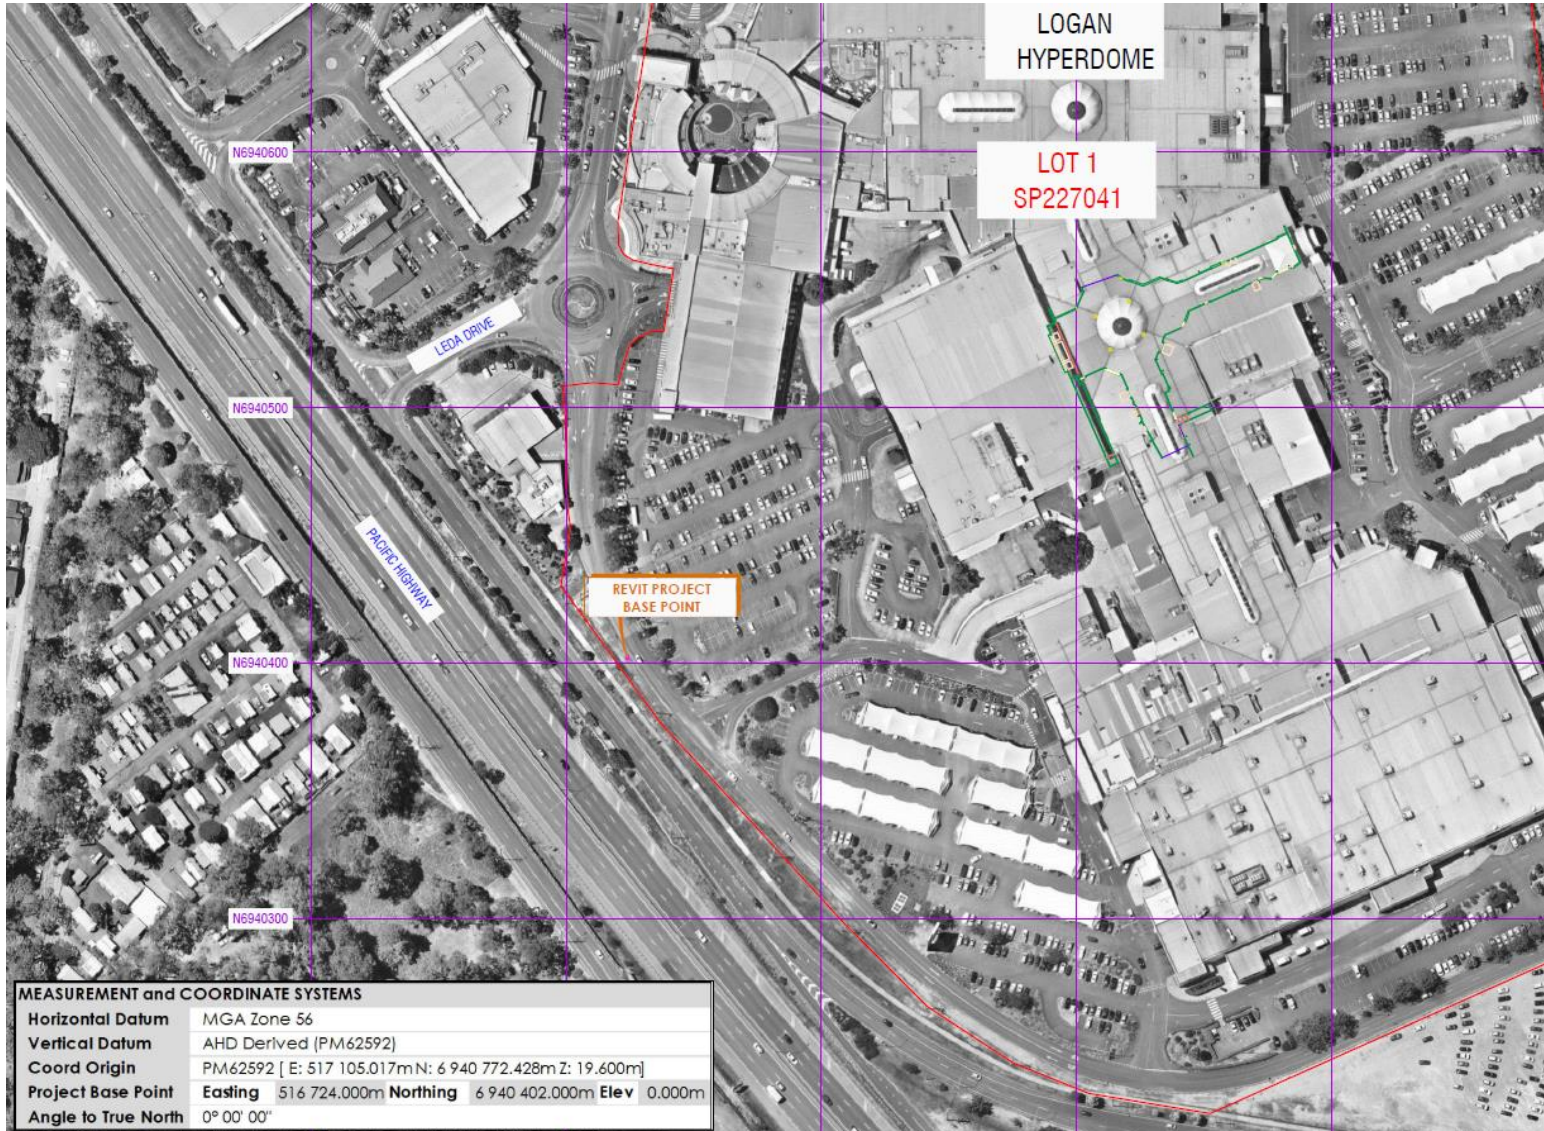 LOGAN
HYPERDOME
N6940600
LOT 1
SP227041
LEDA DRIVE
N6940500
PACIFIC HIGHWAY
REVIT PROJECT
BASE POINT
N6940400
N6940300
MEASUREMENT and COORDINATE SYSTEMS
Horizontal Datum MGA Zone 56
Vertical Datum AHD Derived (PM62592)
Coord Origin PM62592 [ E: 517 105.017m N: 6 940 772.428m Z: 19.600m]
Project Base Point Easting 516 724.000m Northing 6 940 402.000m Elev 0.000m
Angle to True North 0° 00' 00"